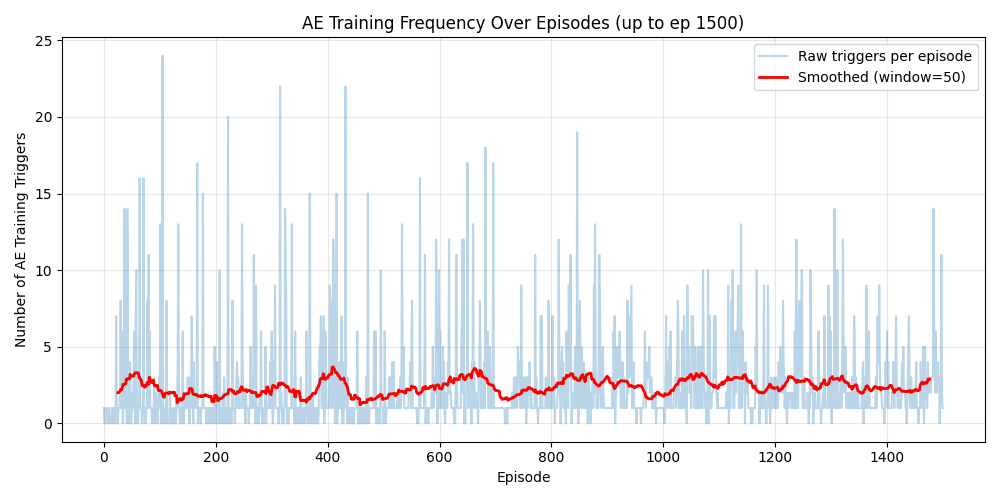 AE Training Frequency Over Episodes (up to ep 1500)
Raw triggers per episode
Smoothed (window=50)
Number of AE Training Triggers
25
20
15
10
5
0
0 200 400 600 800 1000 1200 1400
Episode